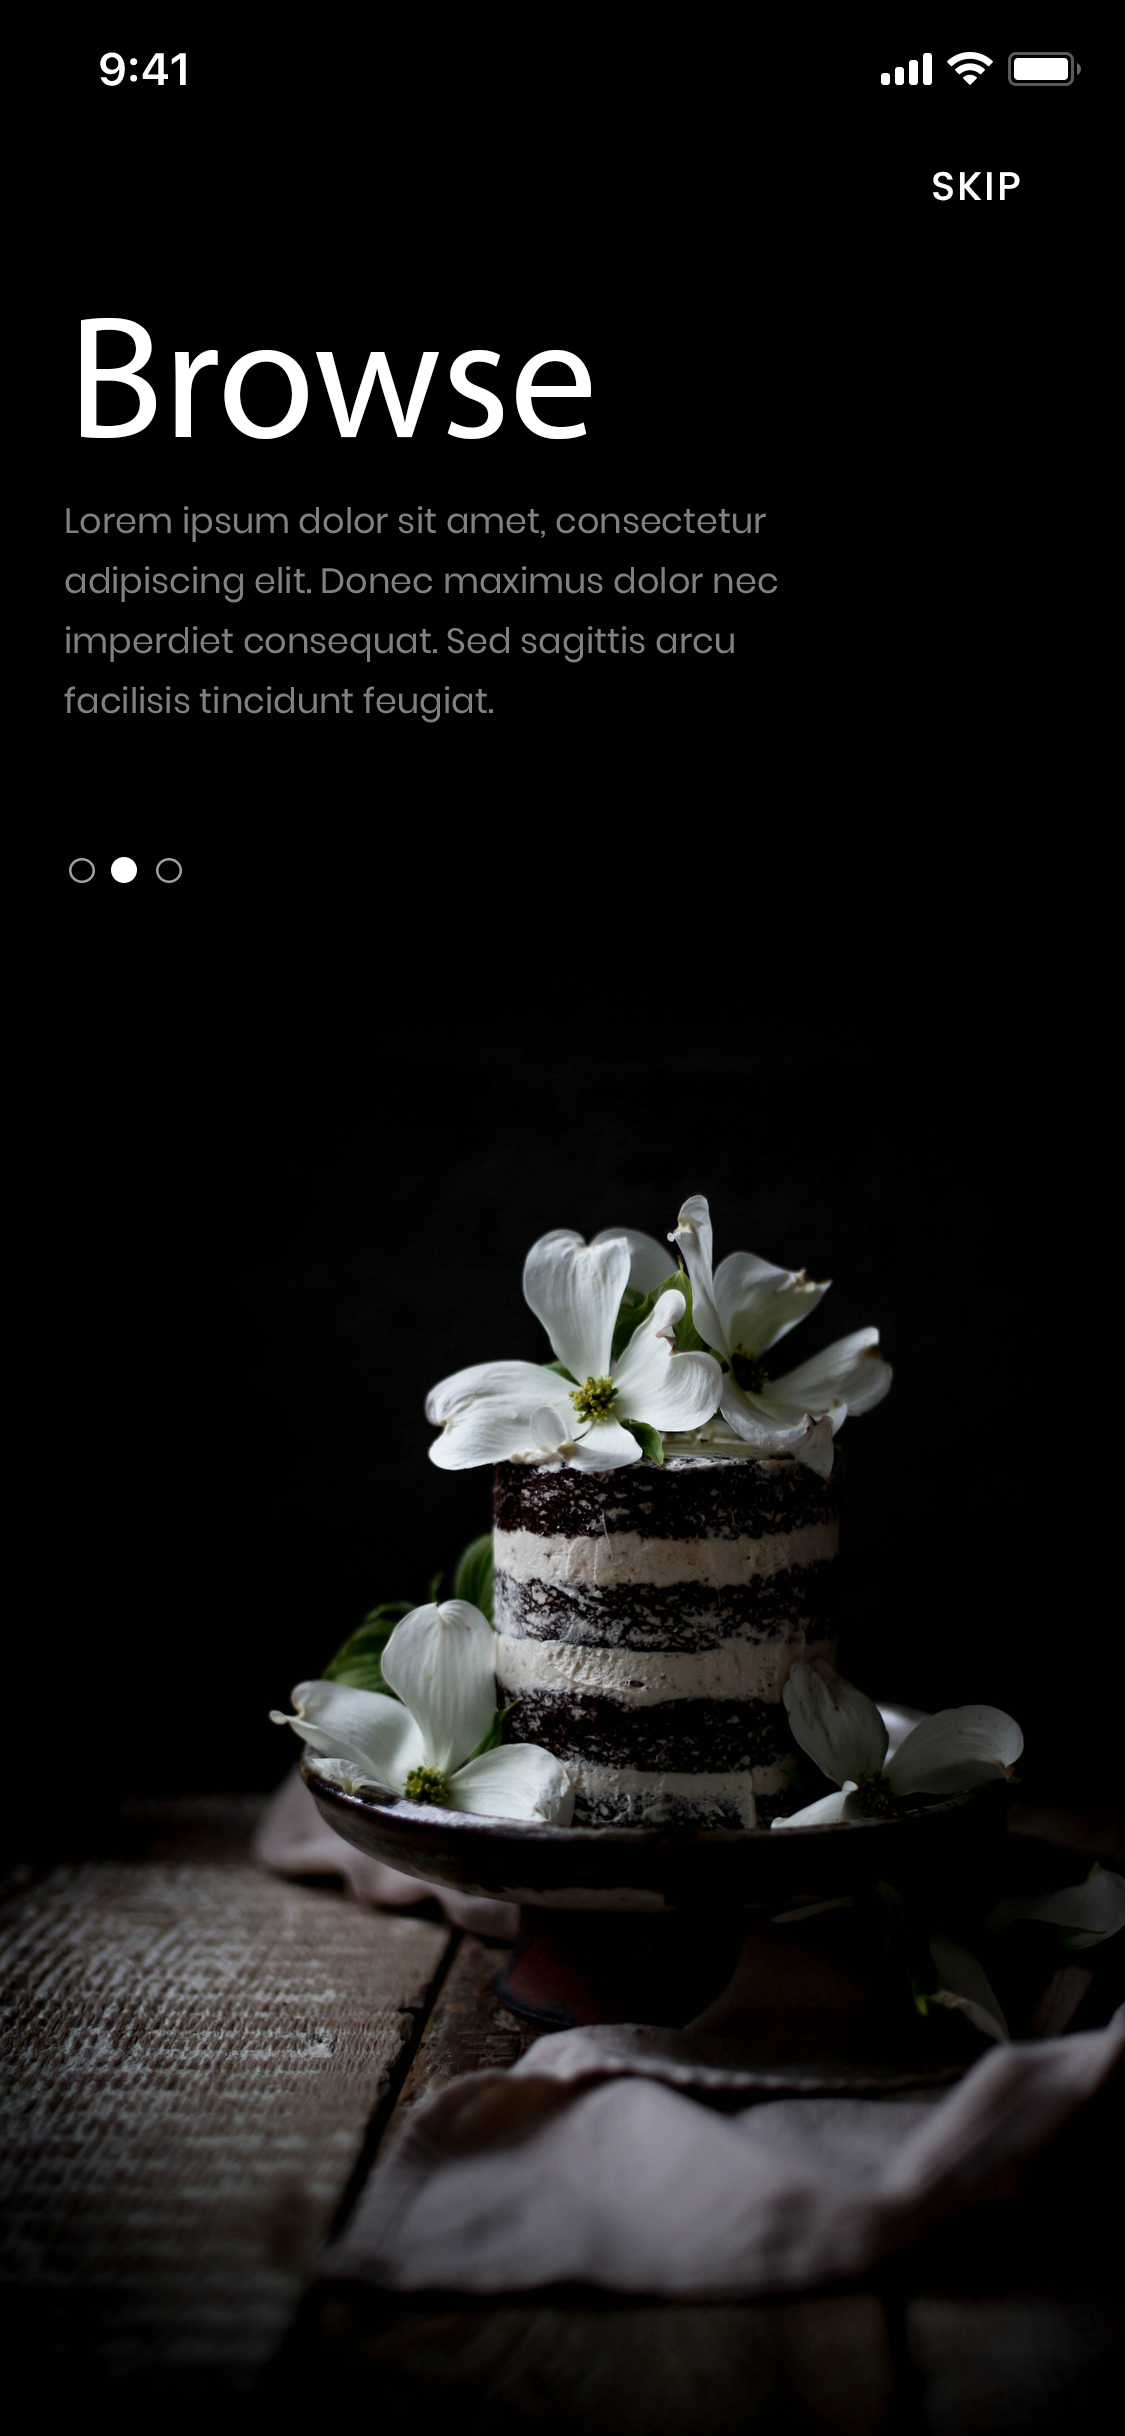 9:41
SKIP
Browse
Lorem ipsum dolor sit amet, consectetur
adipiscing elit. Donec maximus dolor nec
imperdiet consequat. Sed sagittis arcu
facilisis tincidunt feugiat.